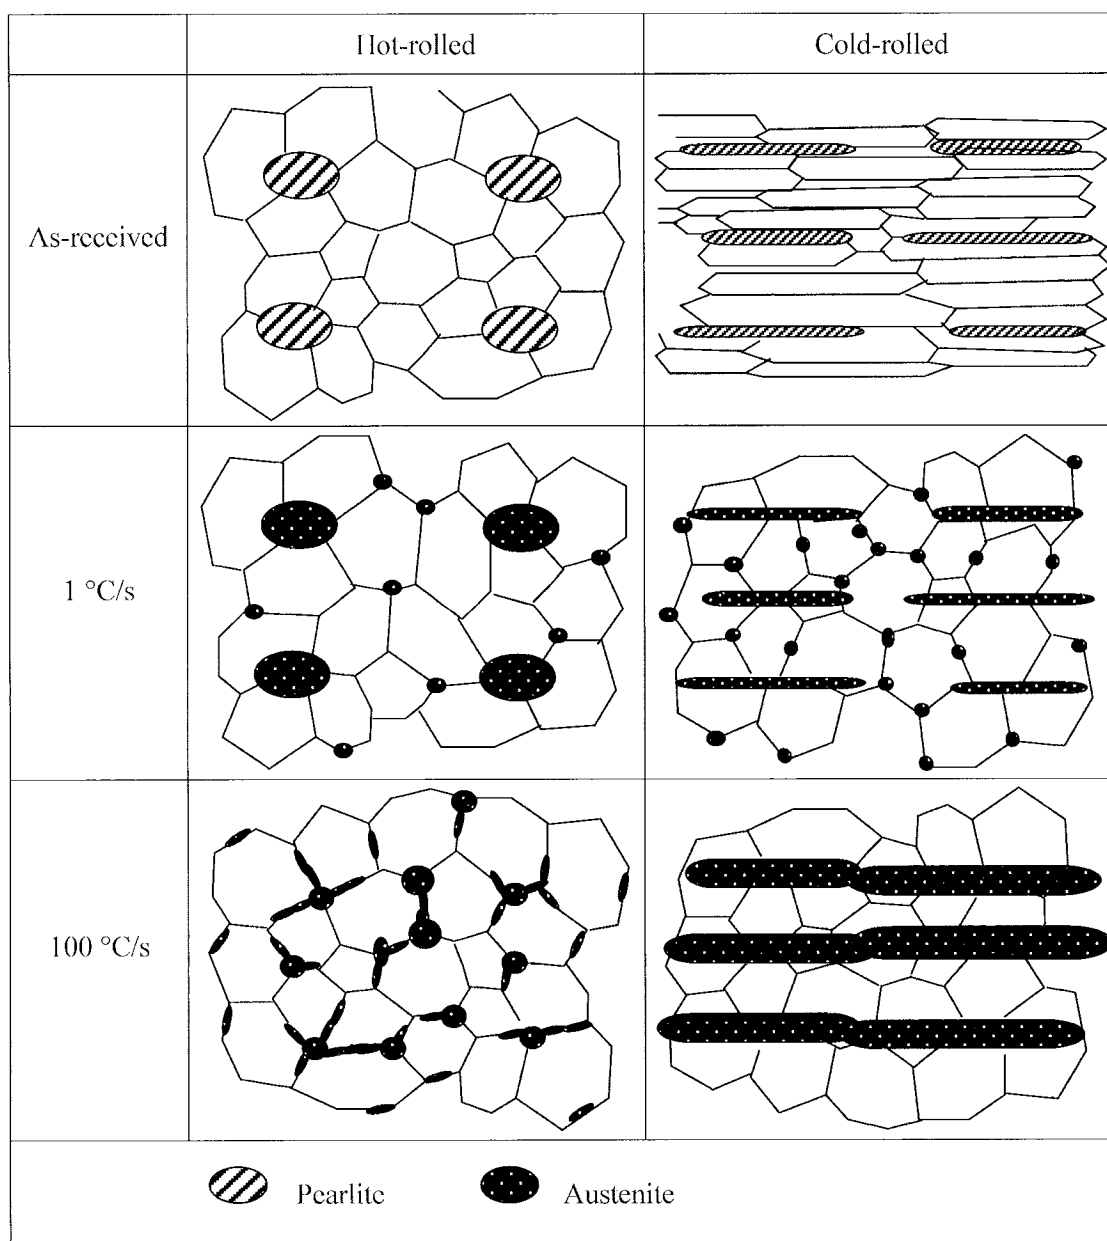 Hot-rolled
Cold-rolled
As-received
1 °C/s
100 °C/s
Pearlite
Austenite